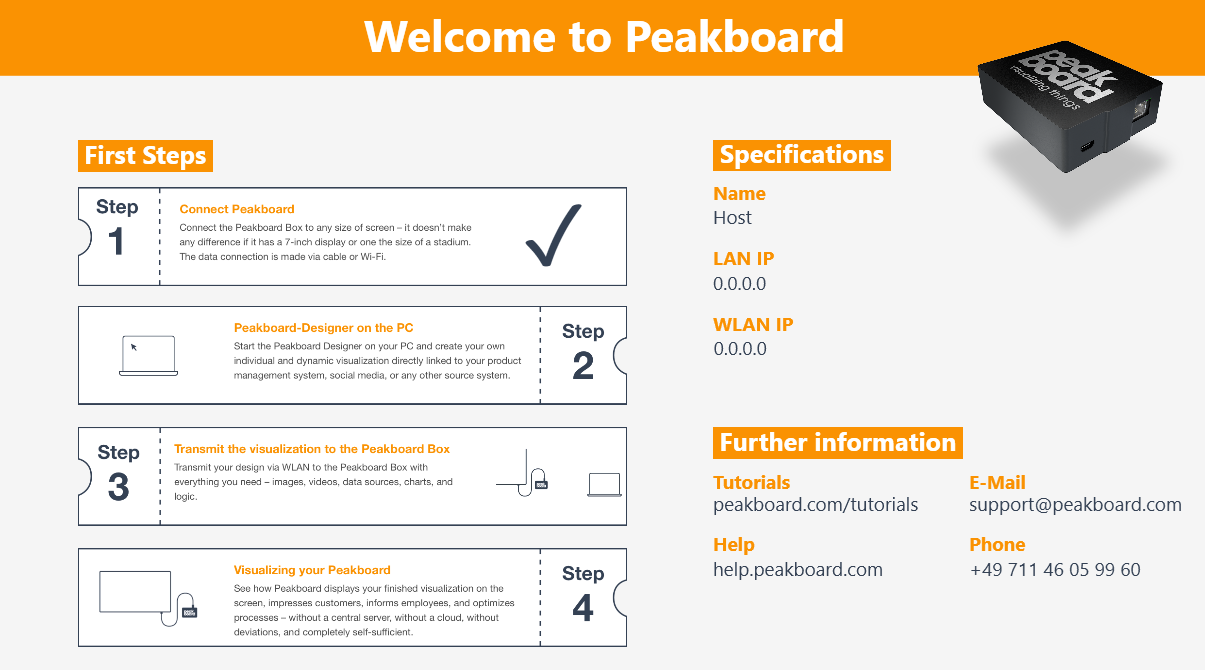 Welcome to Peakboard
peak
board
visualizing things
First Steps
Step
1
Connect Peakboard
Connect the Peakboard Box to any size of screen – it doesn't make
any difference if it has a 7-inch display or one the size of a stadium.
The data connection is made via cable or Wi-Fi.
Peakboard-Designer on the PC
Start the Peakboard Designer on your PC and create your own
individual and dynamic visualization directly linked to your product
management system, social media, or any other source system.
Step
2
Step
3
Transmit the visualization to the Peakboard Box
Transmit your design via WLAN to the Peakboard Box with
everything you need – images, videos, data sources, charts, and
logic.
Visualizing your Peakboard
See how Peakboard displays your finished visualization on the
screen, impresses customers, informs employees, and optimizes
processes – without a central server, without a cloud, without
deviations, and completely self-sufficient.
Step
4
Specifications
Name
Host
LAN IP
0.0.0.0
WLAN IP
0.0.0.0
Further information
Tutorials
peakboard.com/tutorials
E-Mail
support@peakboard.com
Help
help.peakboard.com
Phone
+49 711 46 05 99 60